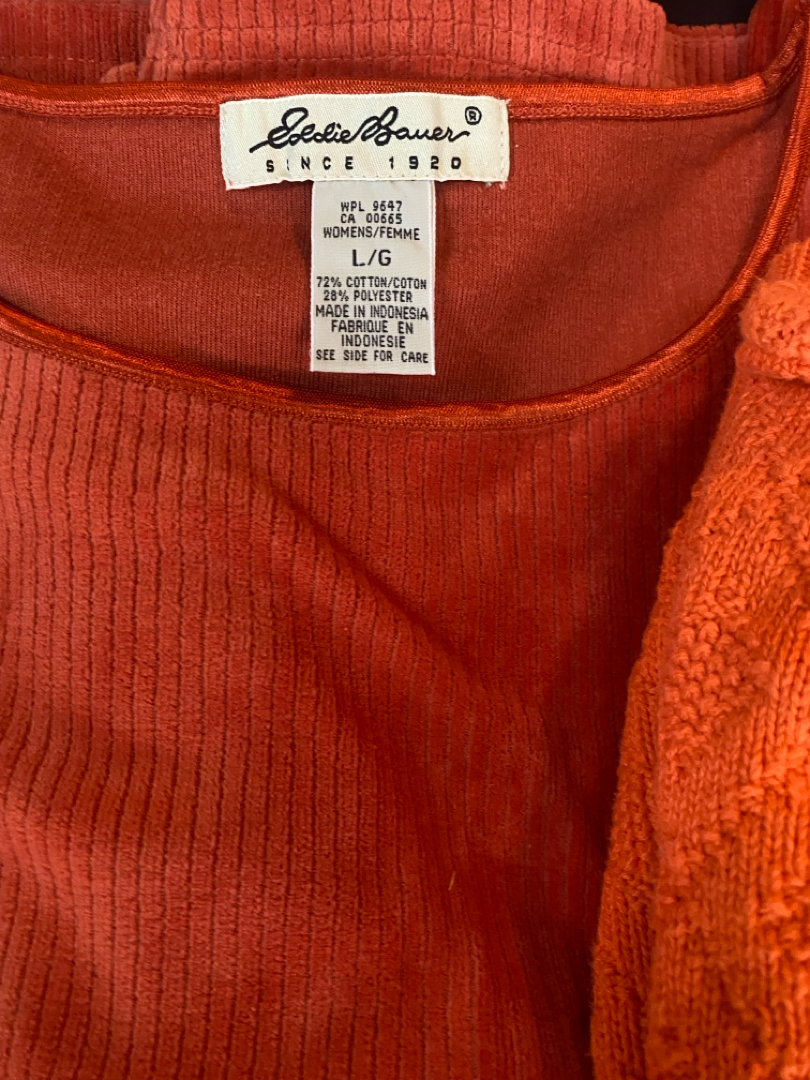 Eddie Bauer®
SINCE 1920
WPL 9647
CA 00665
WOMENS/FEMME
L/G
72% COTTON/COTON
28% POLYESTER
MADE IN INDONESIA
FABRIQUE EN
INDONESIE
SEE SIDE FOR CARE